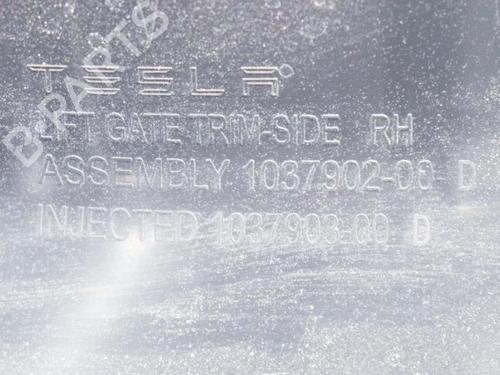 B-PARTS
TESLA
LIFT GATE TRIM-SIDE RH
ASSEMBLY 1037902-00 D
INJECTED 1037903-00 D